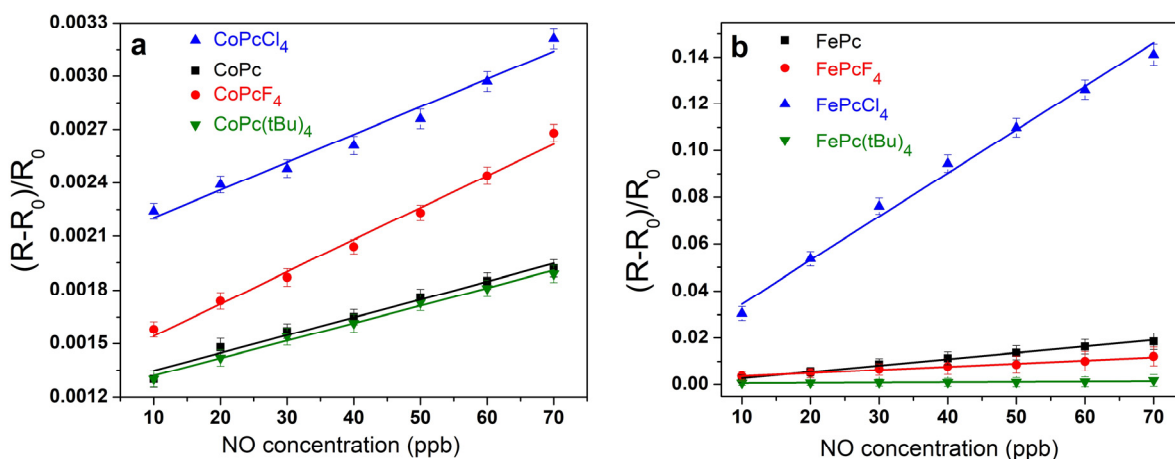 a
CoPcCl₄
CoPc
CoPcF₄
CoPc(tBu)₄
0.0033
0.0030
0.0027
0.0024
0.0021
0.0018
0.0015
0.0012
(R-R₀)/R₀
10 20 30 40 50 60 70
NO concentration (ppb)
b
FePc
FePcF₄
FePcCl₄
FePc(tBu)₄
0.14
0.12
0.10
0.08
0.06
0.04
0.02
0.00
(R-R₀)/R₀
10 20 30 40 50 60 70
NO concentration (ppb)